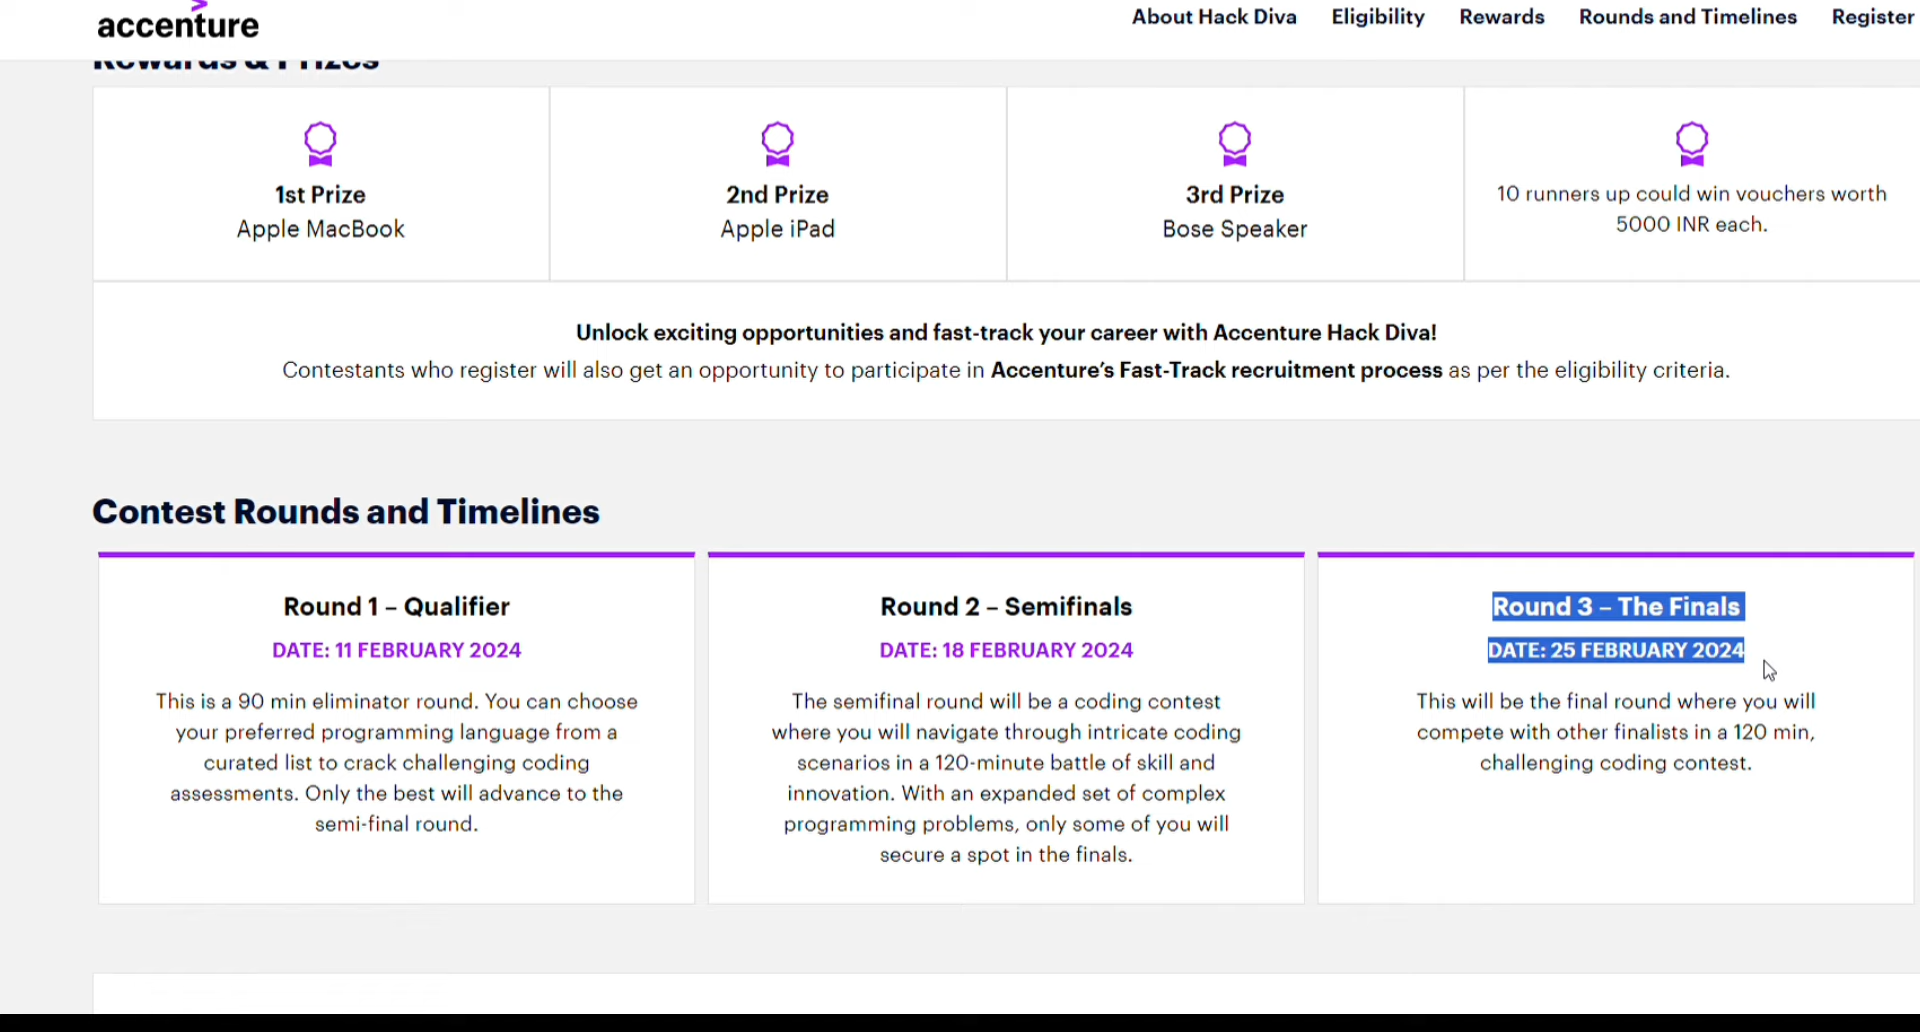 accenture
About Hack Diva Eligibility Rewards Rounds and Timelines Register
Rewards & Prizes
1st Prize
Apple MacBook
2nd Prize
Apple iPad
3rd Prize
Bose Speaker
10 runners up could win vouchers worth
5000 INR each.
Unlock exciting opportunities and fast-track your career with Accenture Hack Diva!
Contestants who register will also get an opportunity to participate in Accenture’s Fast-Track recruitment process as per the eligibility criteria.
Contest Rounds and Timelines
Round 1 – Qualifier
DATE: 11 FEBRUARY 2024
This is a 90 min eliminator round. You can choose
your preferred programming language from a
curated list to crack challenging coding
assessments. Only the best will advance to the
semi-final round.
Round 2 – Semifinals
DATE: 18 FEBRUARY 2024
The semifinal round will be a coding contest
where you will navigate through intricate coding
scenarios in a 120-minute battle of skill and
innovation. With an expanded set of complex
programming problems, only some of you will
secure a spot in the finals.
Round 3 – The Finals
DATE: 25 FEBRUARY 2024
This will be the final round where you will
compete with other finalists in a 120 min,
challenging coding contest.